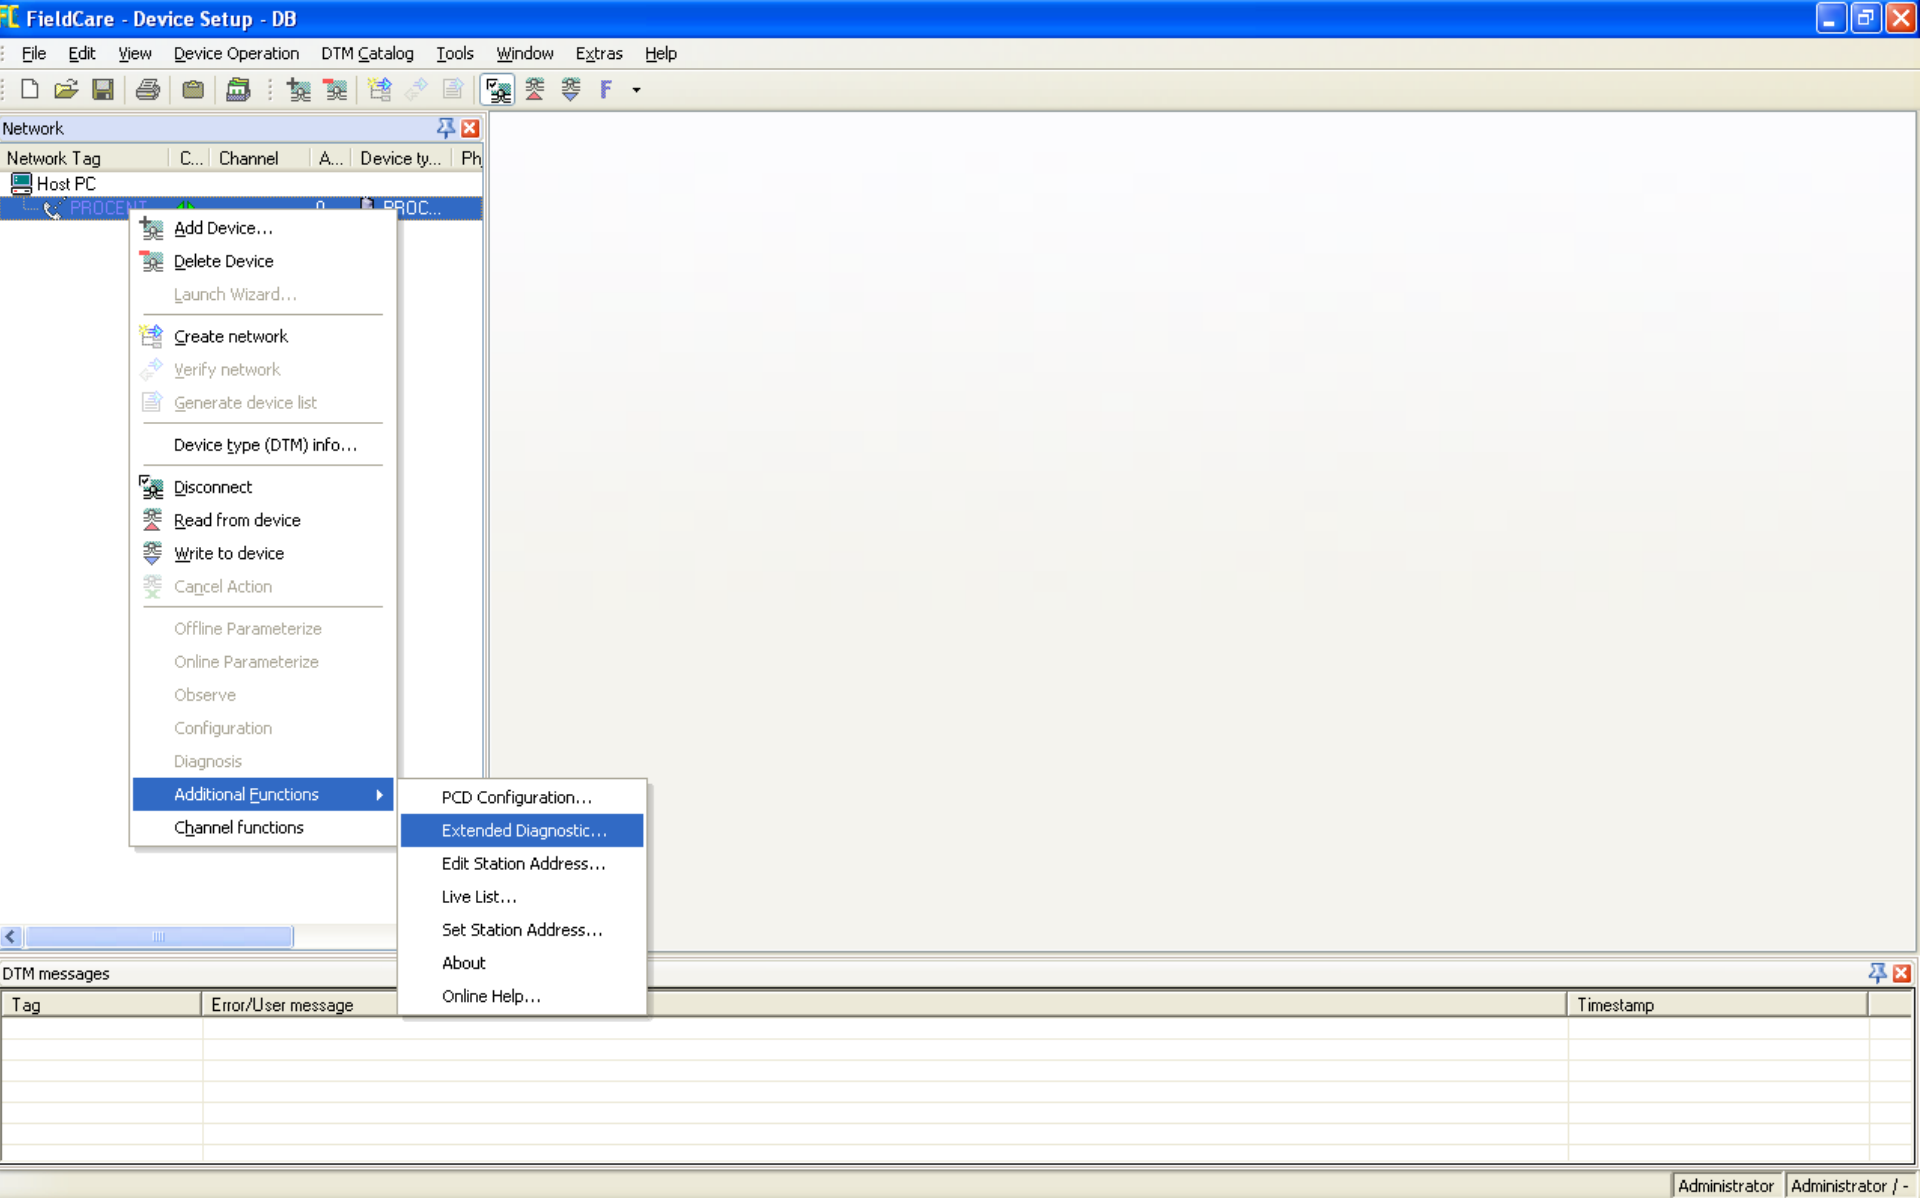 FieldCare - Device Setup - DB
File Edit View Device Operation DTM Catalog Tools Window Extras Help
F
Network
Network Tag C... Channel A... Device ty... Ph
Host PC
PROCENT 0 PROC...
Add Device...
Delete Device
Launch Wizard...
Create network
Verify network
Generate device list
Device type (DTM) info...
Disconnect
Read from device
Write to device
Cancel Action
Offline Parameterize
Online Parameterize
Observe
Configuration
Diagnosis
Additional Functions
Channel functions
PCD Configuration...
Extended Diagnostic...
Edit Station Address...
Live List...
Set Station Address...
About
Online Help...
DTM messages
Tag Error/User message Timestamp
Administrator Administrator / -